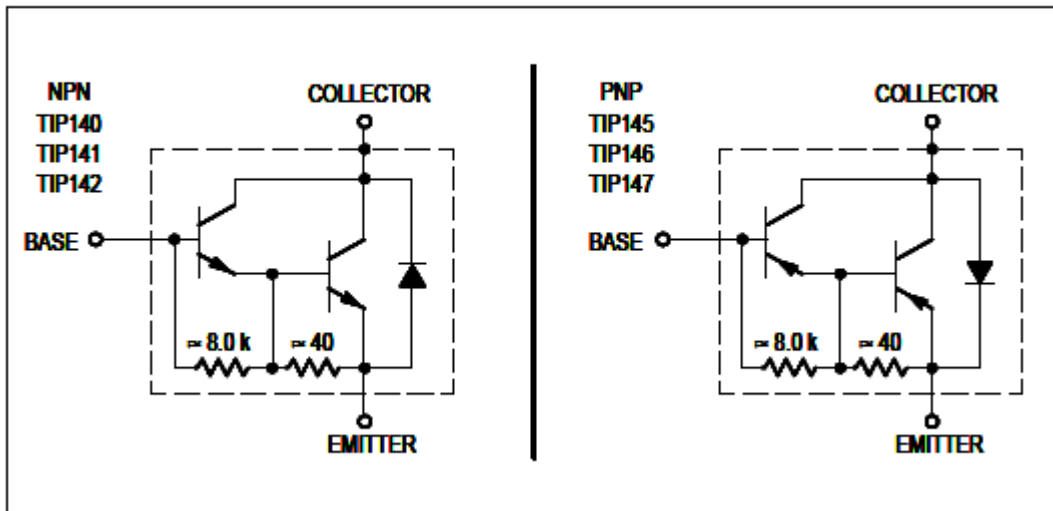 NPN
TIP140
TIP141
TIP142
COLLECTOR
BASE
≈ 8.0 k
≈ 40
EMITTER
PNP
TIP145
TIP146
TIP147
COLLECTOR
BASE
≈ 8.0 k
≈ 40
EMITTER